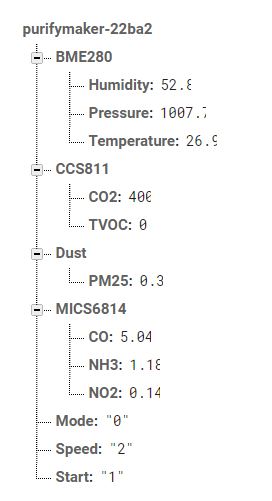 purifymaker-22ba2
BME280
Humidity: 52.8
Pressure: 1007.7
Temperature: 26.9
CCS811
CO2: 400
TVOC: 0
Dust
PM25: 0.3
MICS6814
CO: 5.04
NH3: 1.18
NO2: 0.14
Mode: "0"
Speed: "2"
Start: "1"